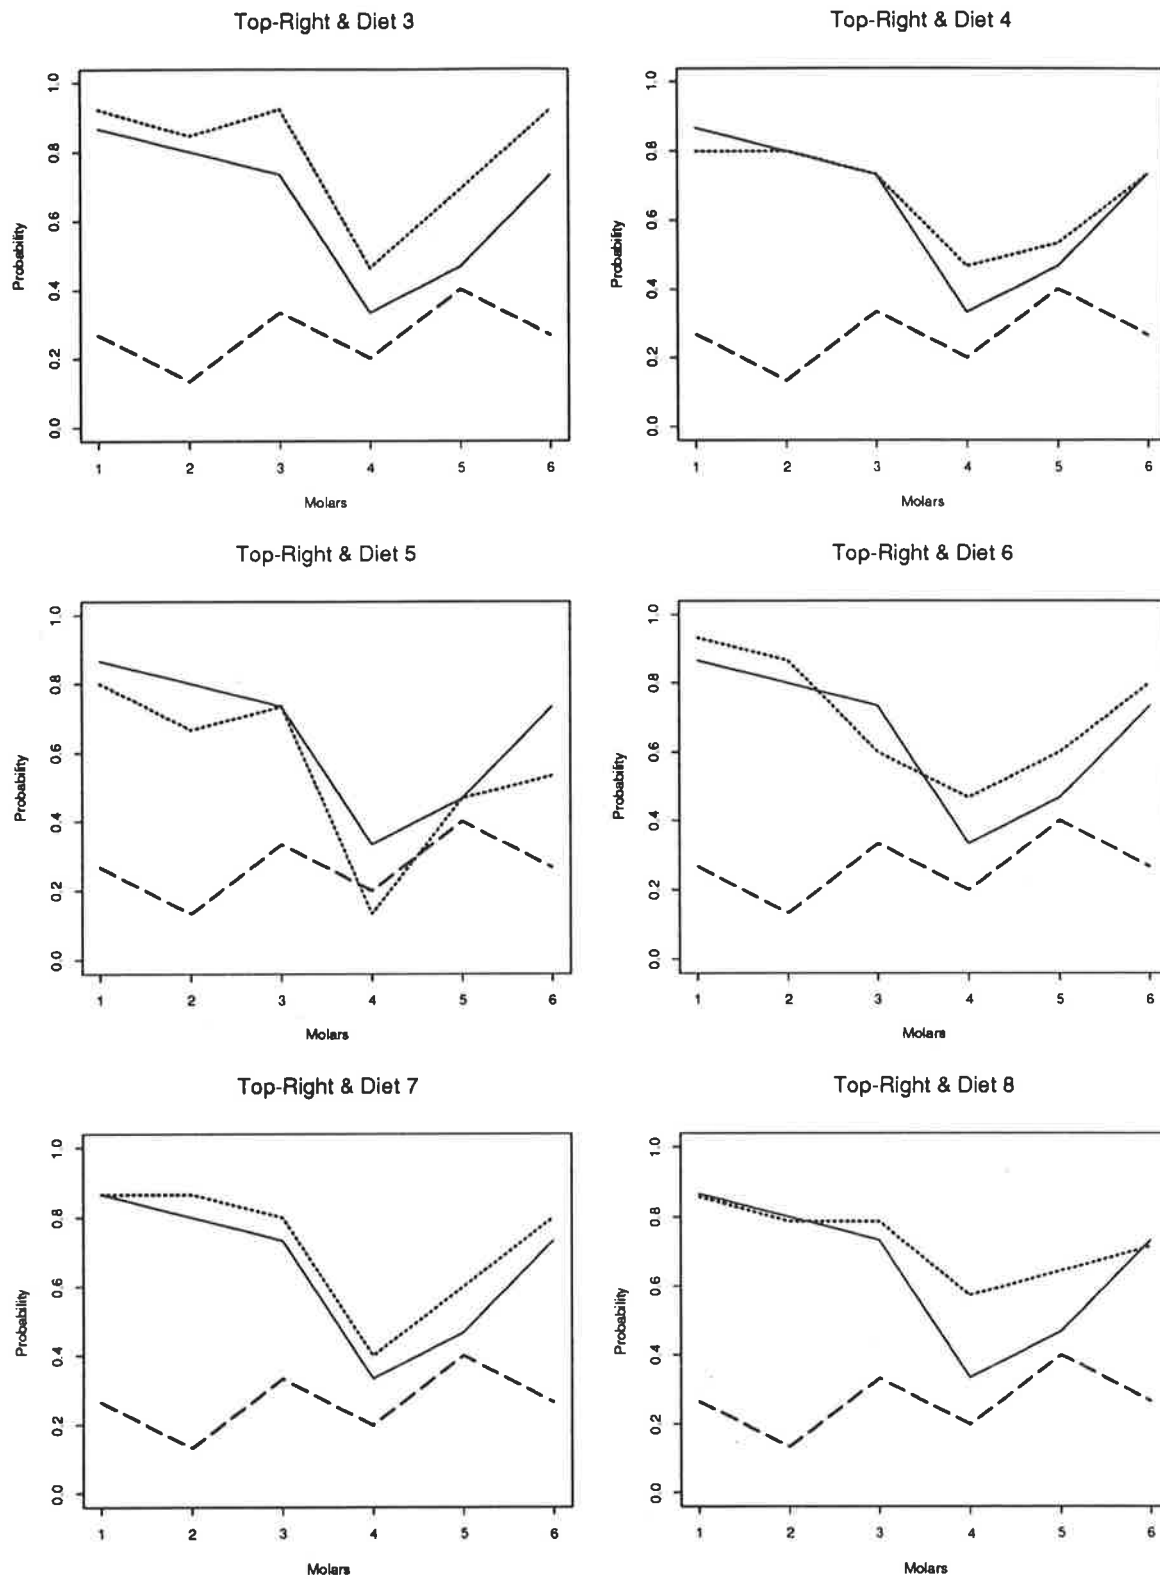 Top-Right & Diet 3
Probability
1.0
0.8
0.6
0.4
0.2
0.0
1 2 3 4 5 6
Molars
Top-Right & Diet 4
Probability
1.0
0.8
0.6
0.4
0.2
0.0
1 2 3 4 5 6
Molars
Top-Right & Diet 5
Probability
1.0
0.8
0.6
0.4
0.2
0.0
1 2 3 4 5 6
Molars
Top-Right & Diet 6
Probability
1.0
0.8
0.6
0.4
0.2
0.0
1 2 3 4 5 6
Molars
Top-Right & Diet 7
Probability
1.0
0.8
0.6
0.4
0.2
0.0
1 2 3 4 5 6
Molars
Top-Right & Diet 8
Probability
1.0
0.8
0.6
0.4
0.2
0.0
1 2 3 4 5 6
Molars